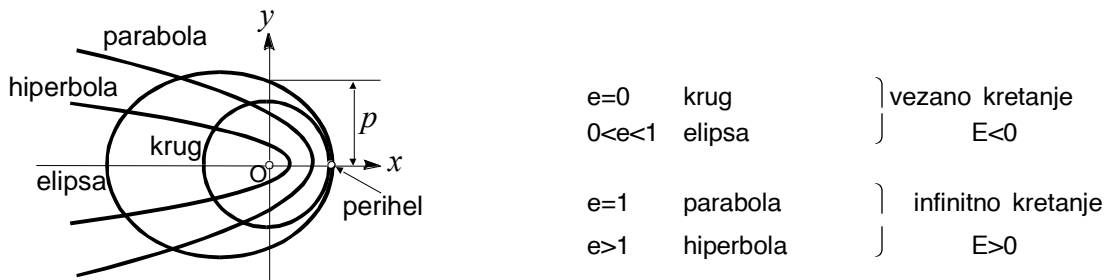 y
parabola
hiperbola
p
krug
x
O
elipsa
perihel
e=0 krug vezano kretanje
0<e<1 elipsa E<0
e=1 parabola infinitno kretanje
e>1 hiperbola E>0